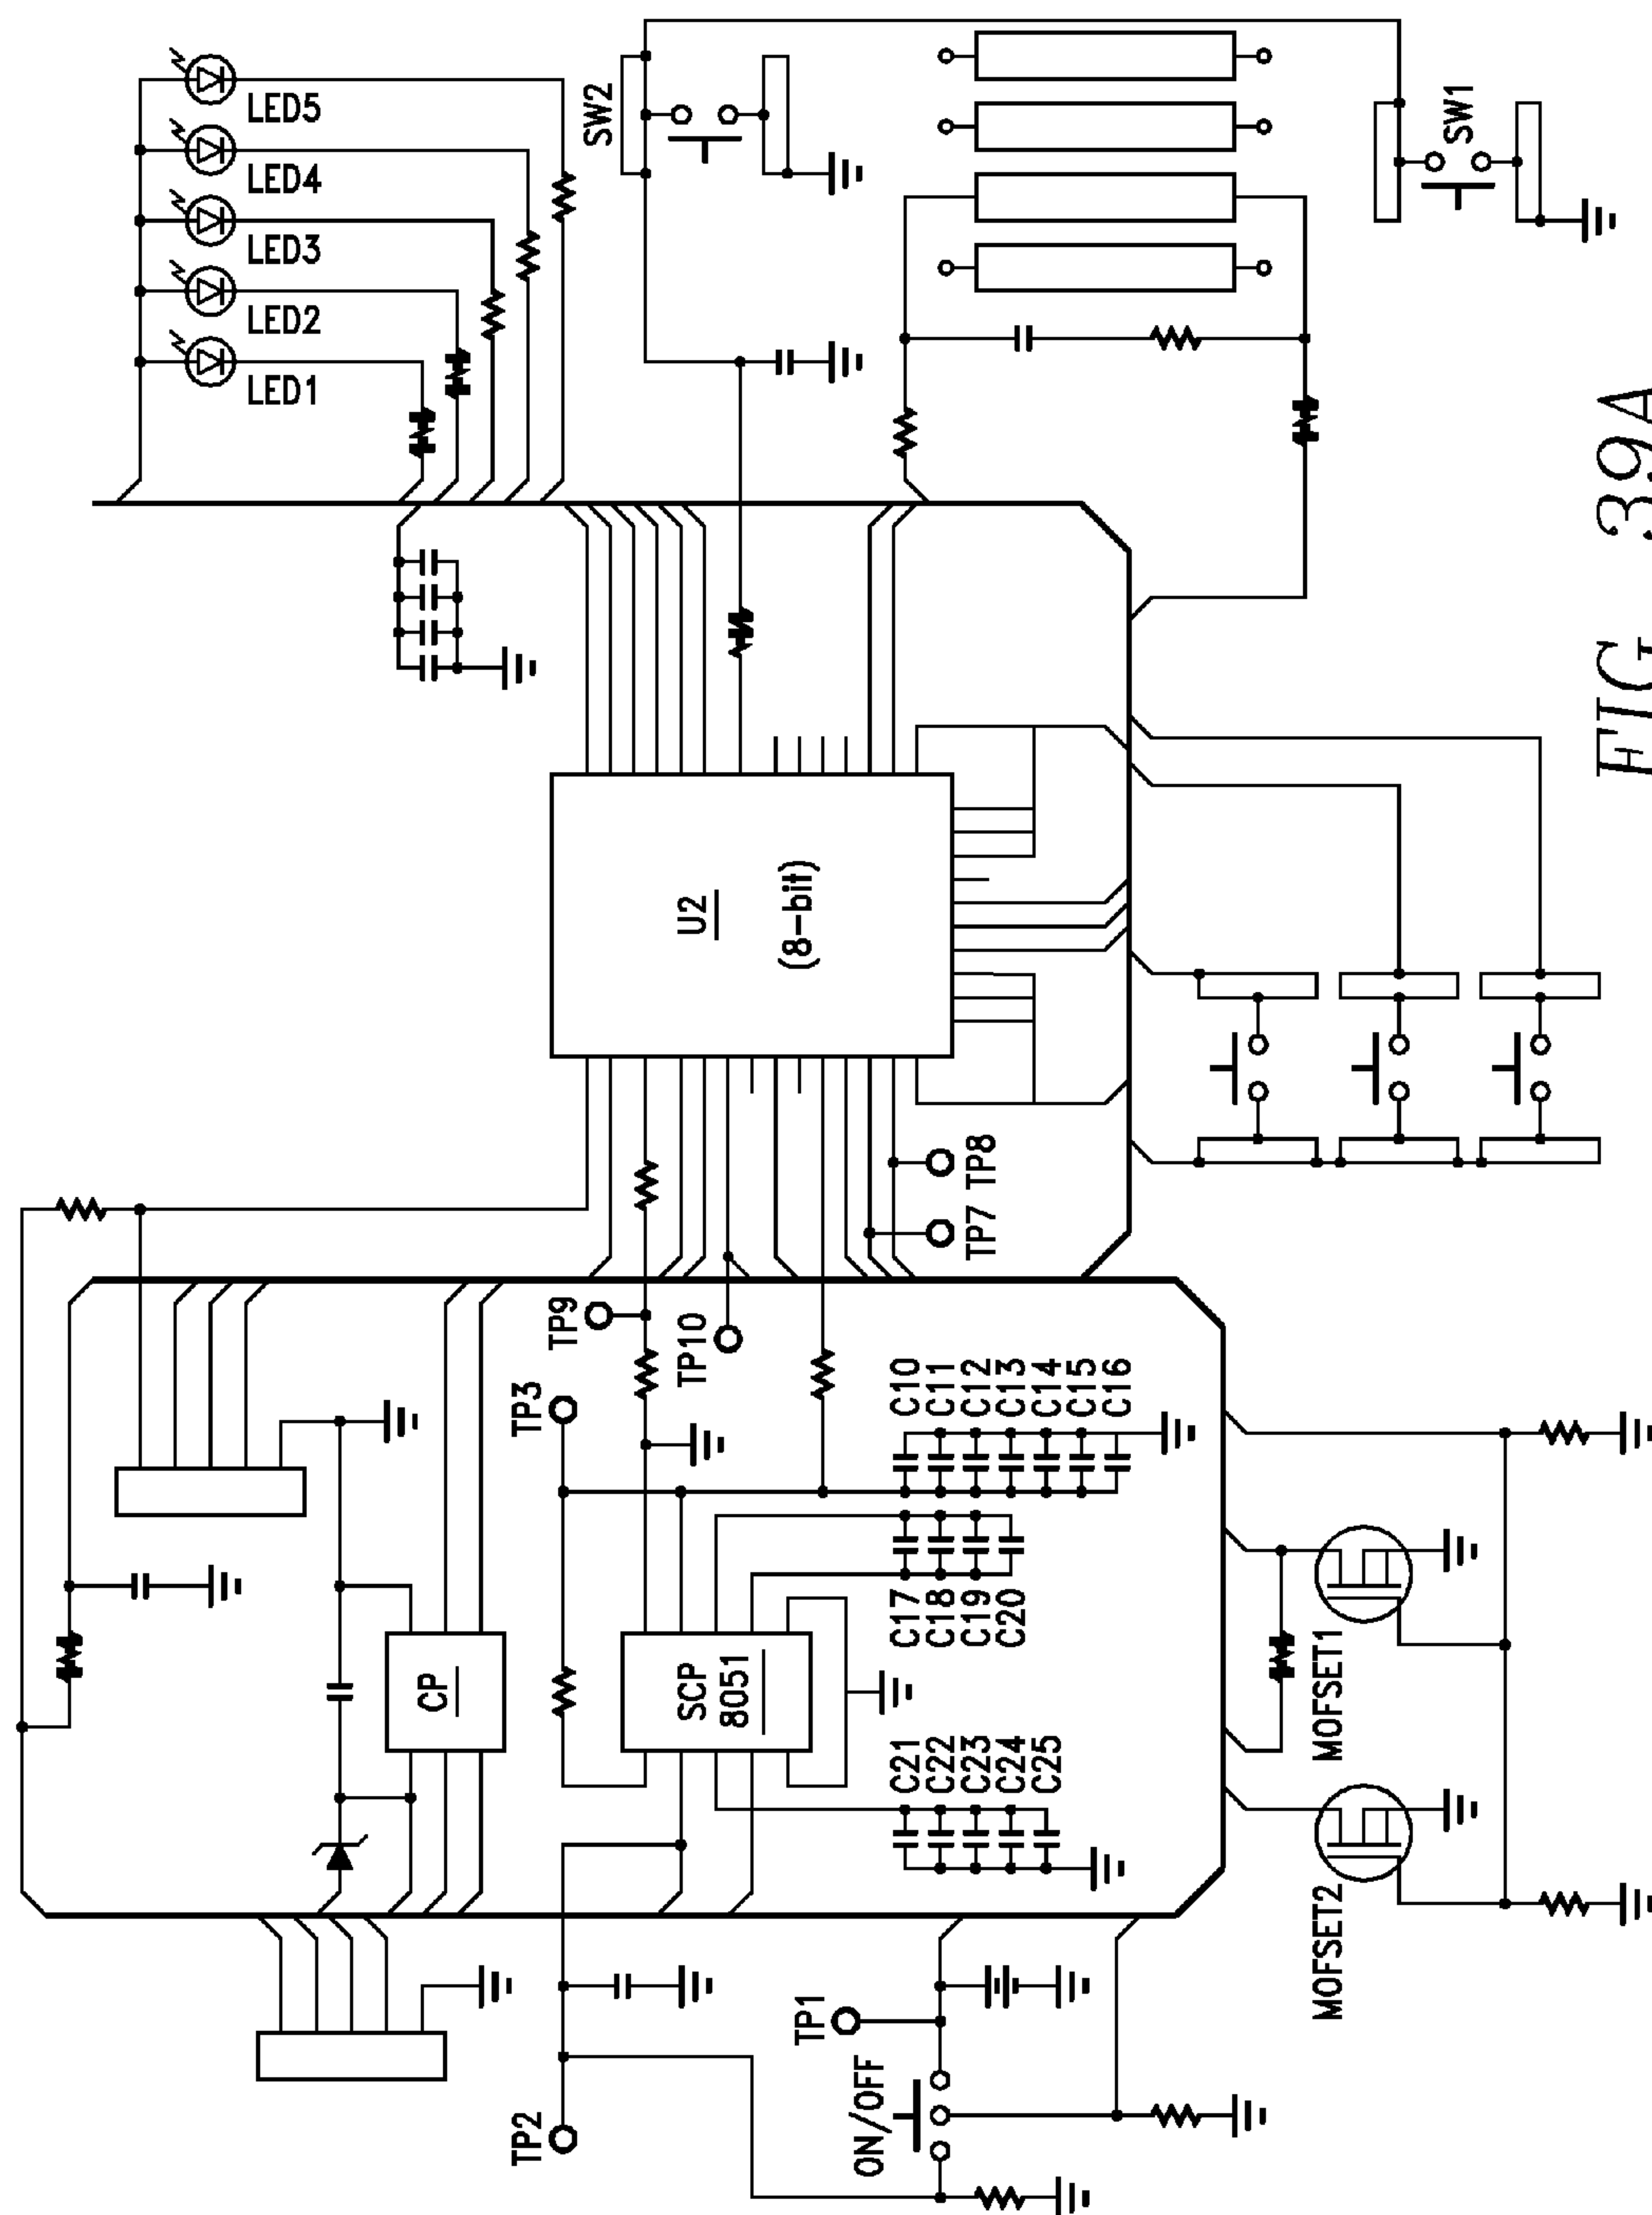 LED5
LED4
LED3
LED2
LED1
SW2
SW1
U2
(8-bit)
TP8
TP7
TP9
TP10
TP3
C10
C11
C12
C13
C14
C15
C16
C17
C18
C19
C20
CP
SCP
8051
C21
C22
C23
C24
C25
MOFSET1
MOFSET2
TP1
ON/OFF
TP2
FIG. 39A